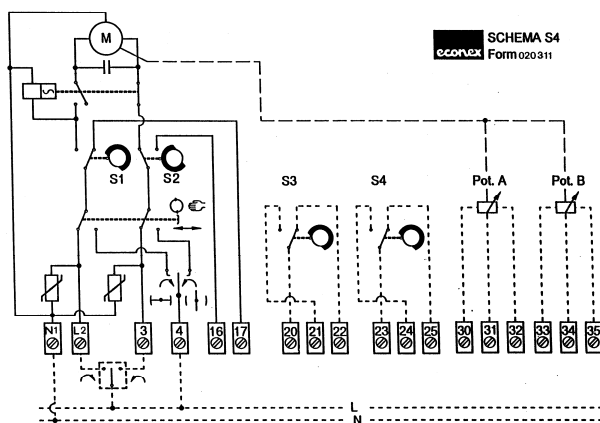 M
SCHEMA S4
econex Form 020311
S1 S2 S3 S4 Pot. A Pot. B
N1 L2 3 4 16 17 20 21 22 23 24 25 30 31 32 33 34 35
L
N